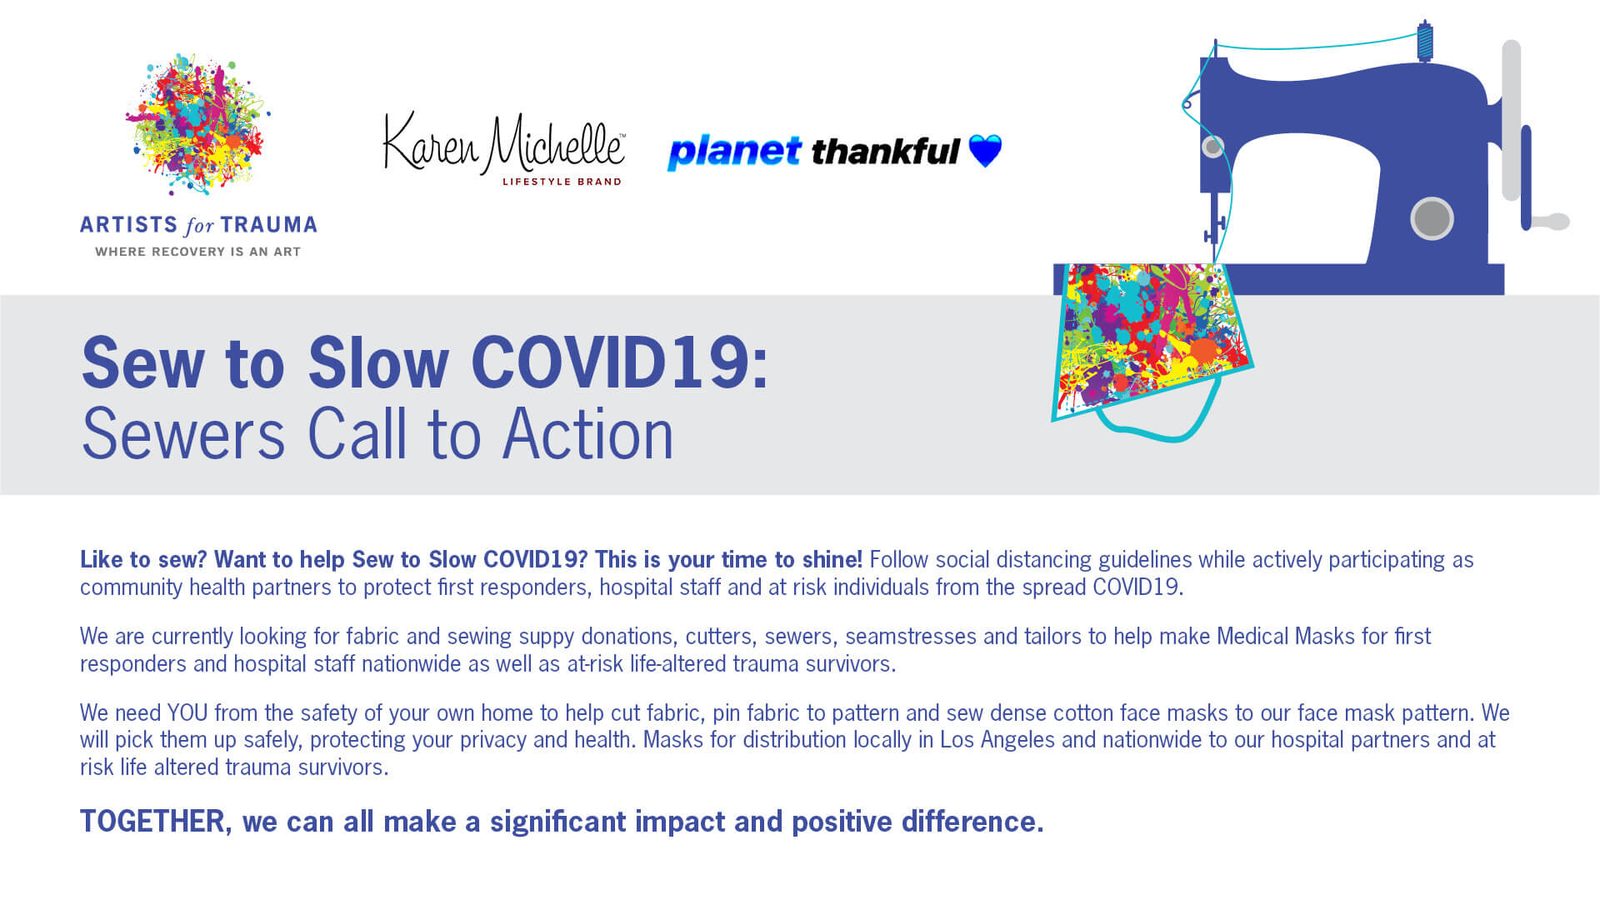 ARTISTS for TRAUMA
WHERE RECOVERY IS AN ART
Karen Michelle™
LIFESTYLE BRAND
planet thankful
Sew to Slow COVID19:
Sewers Call to Action
Like to sew? Want to help Sew to Slow COVID19? This is your time to shine! Follow social distancing guidelines while actively participating as
community health partners to protect first responders, hospital staff and at risk individuals from the spread COVID19.
We are currently looking for fabric and sewing suppy donations, cutters, sewers, seamstresses and tailors to help make Medical Masks for first
responders and hospital staff nationwide as well as at-risk life-altered trauma survivors.
We need YOU from the safety of your own home to help cut fabric, pin fabric to pattern and sew dense cotton face masks to our face mask pattern. We
will pick them up safely, protecting your privacy and health. Masks for distribution locally in Los Angeles and nationwide to our hospital partners and at
risk life altered trauma survivors.
TOGETHER, we can all make a significant impact and positive difference.